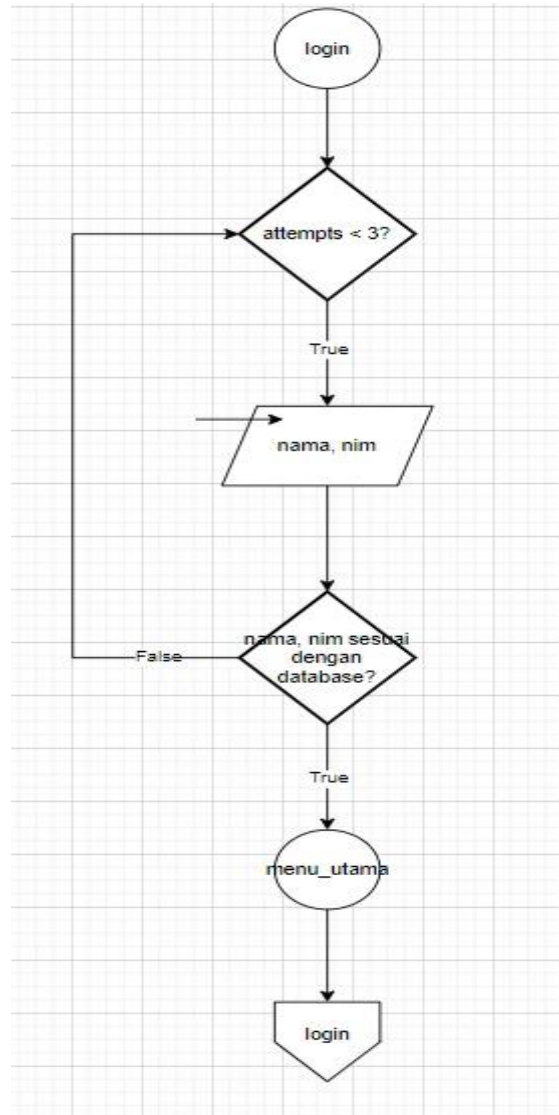 login
attempts < 3?
True
nama, nim
nama, nim sesuai
dengan
database?
False
True
menu_utama
login